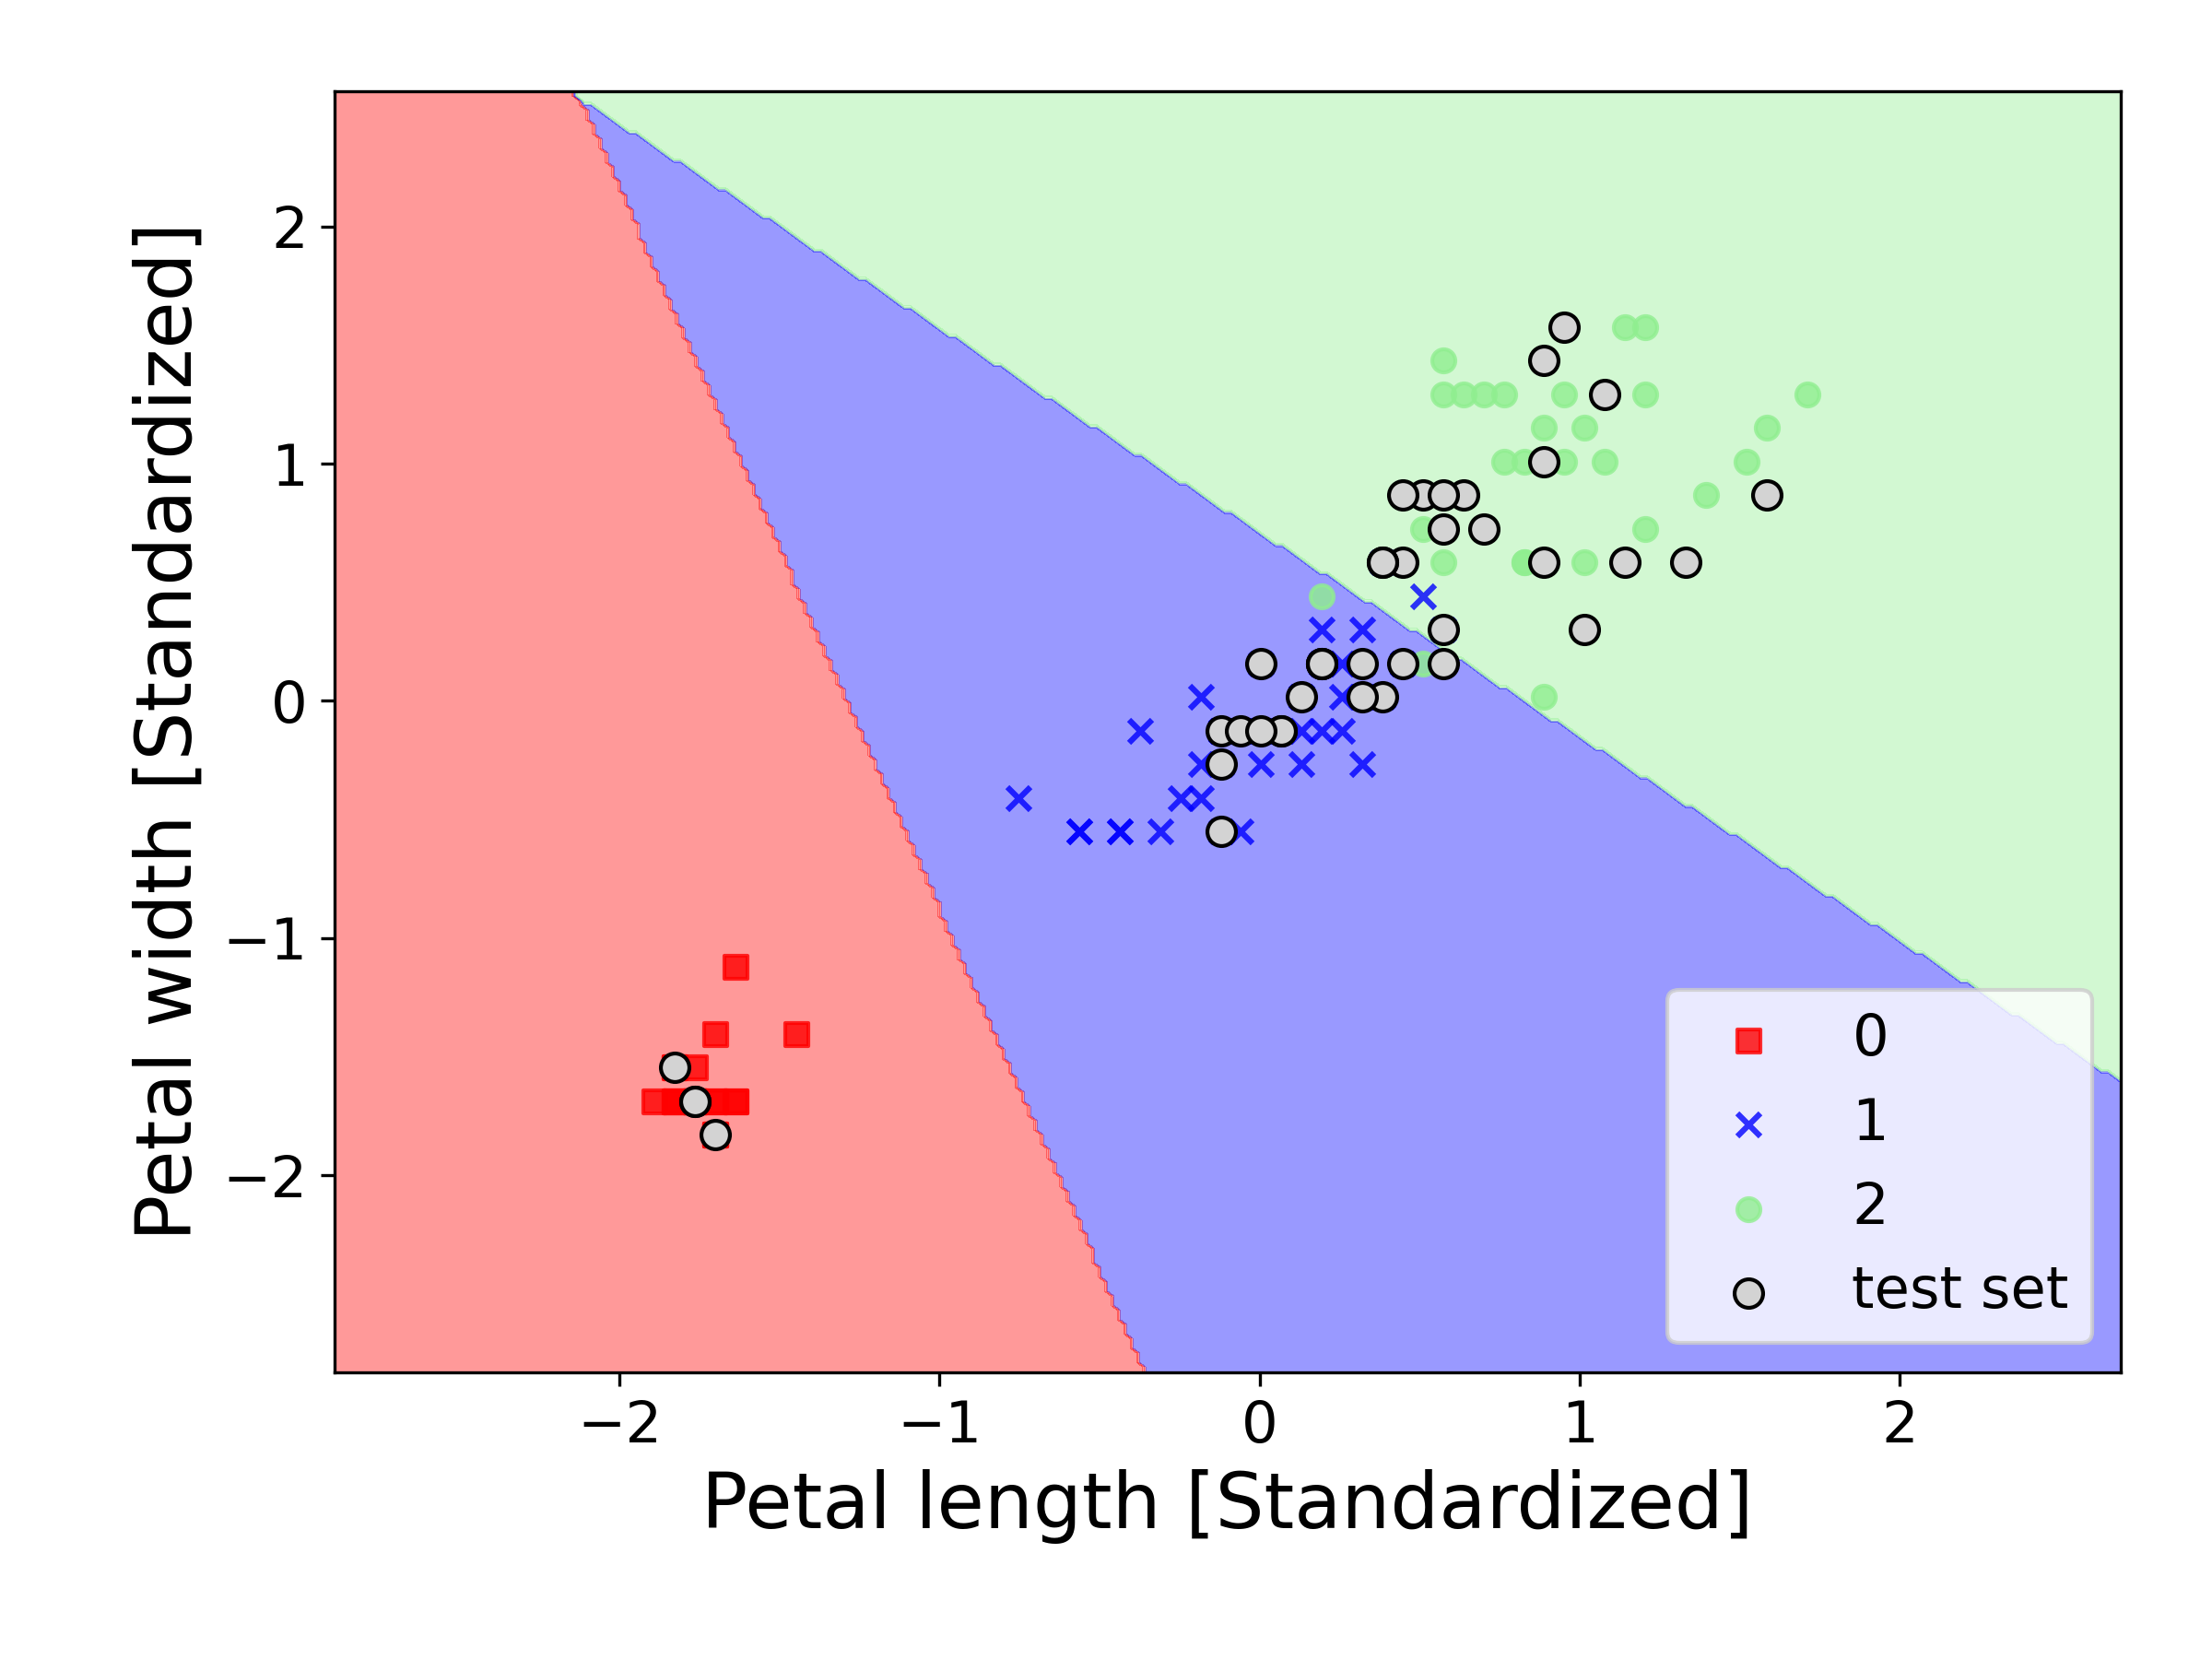 Petal width [Standardized]
2
1
0
−1
−2
−2 −1 0 1 2
Petal length [Standardized]
0
1
2
test set